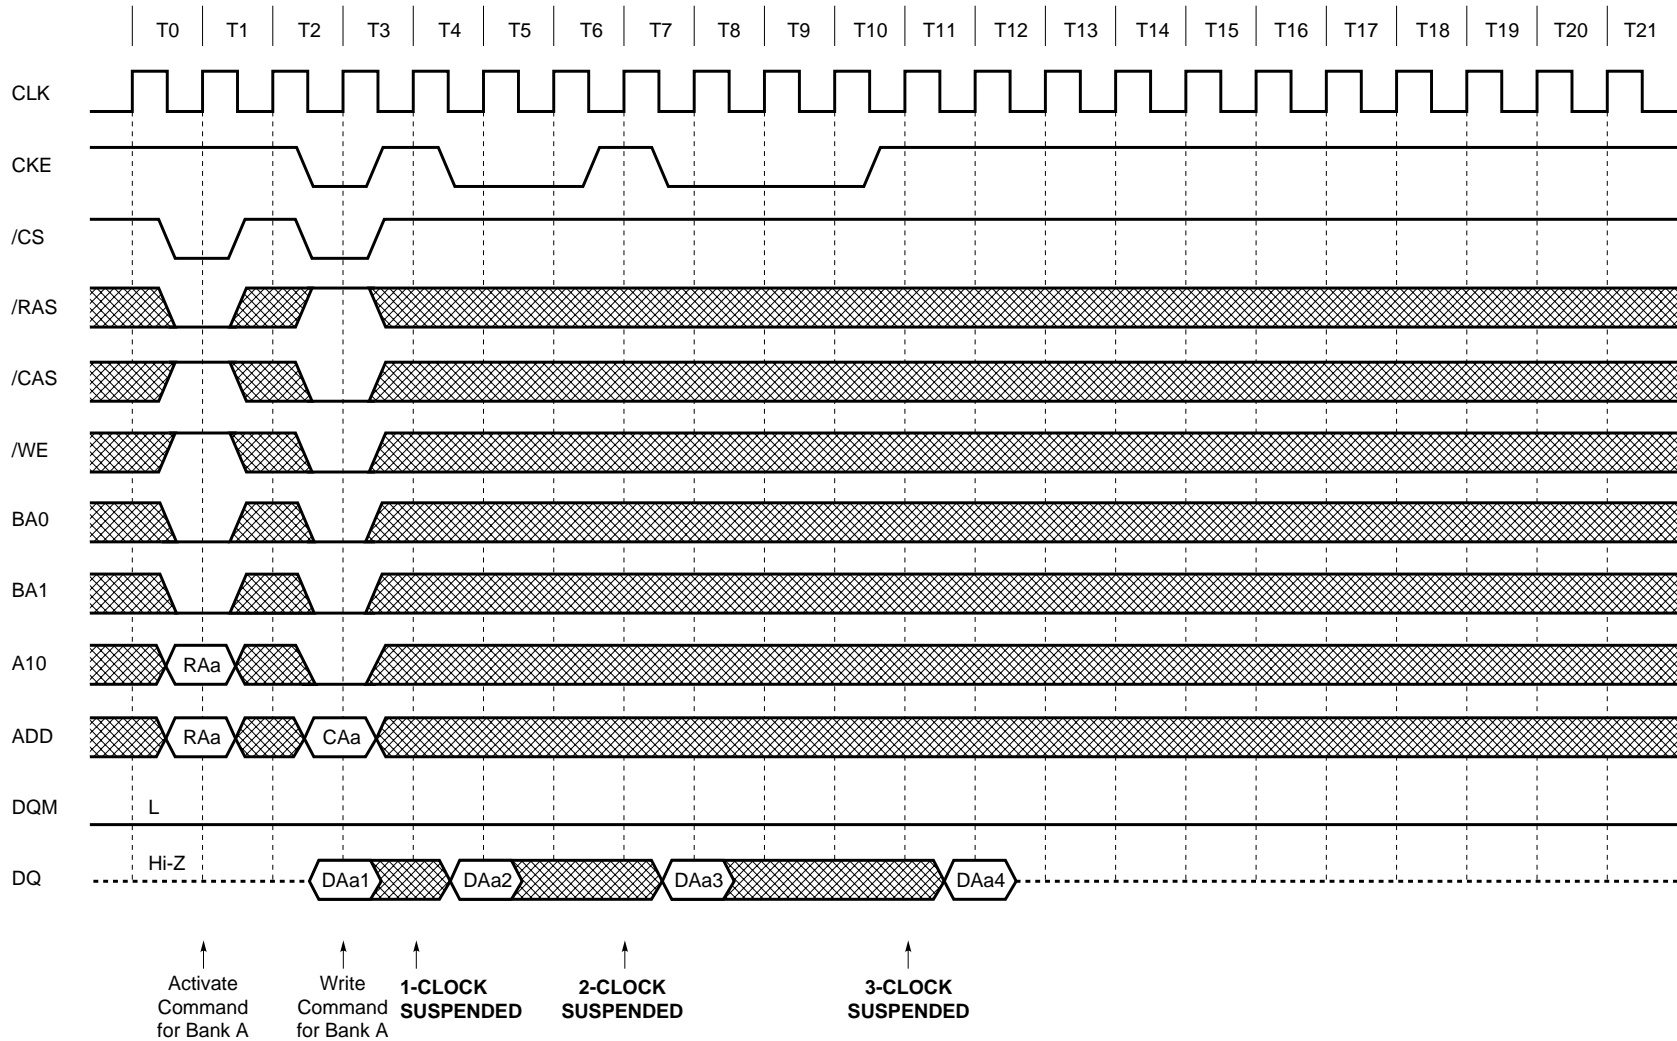 T0 T1 T2 T3 T4 T5 T6 T7 T8 T9 T10 T11 T12 T13 T14 T15 T16 T17 T18 T19 T20 T21
CLK
CKE
/CS
/RAS
/CAS
/WE
BA0
BA1
A10 RAa
ADD RAa CAa
DQM L
DQ Hi-Z DAa1 DAa2 DAa3 DAa4
Activate
Command
for Bank A
Write
Command
for Bank A
1-CLOCK
SUSPENDED
2-CLOCK
SUSPENDED
3-CLOCK
SUSPENDED